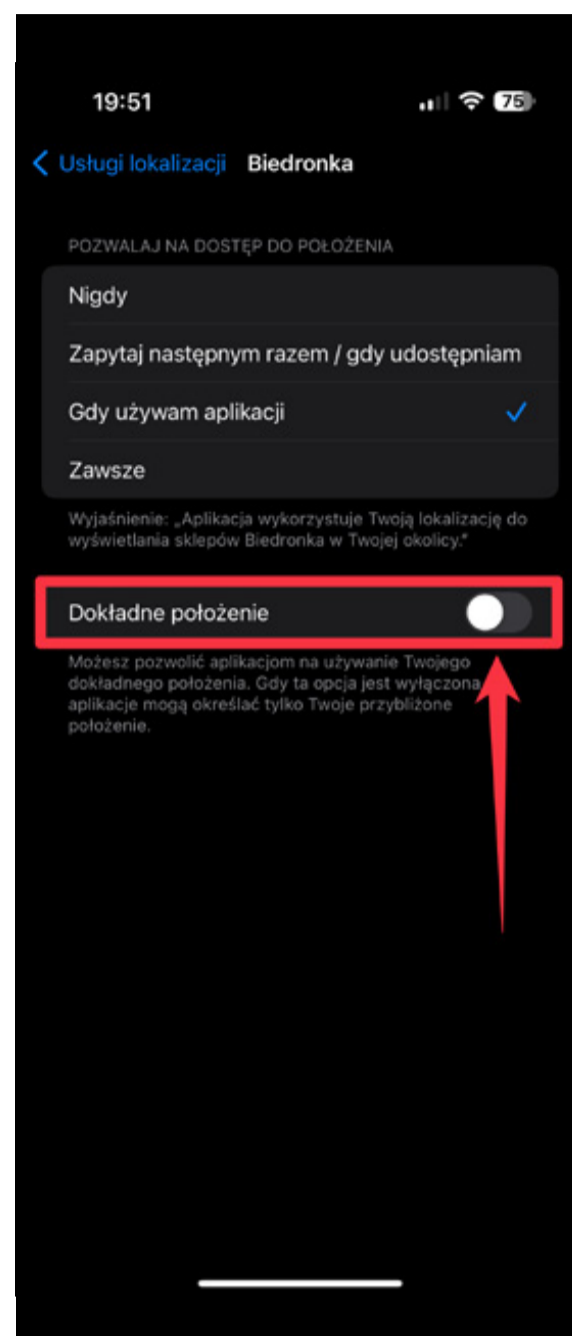 19:51 75
Usługi lokalizacji Biedronka
POZWALAJ NA DOSTĘP DO POŁOŻENIA
Nigdy
Zapytaj następnym razem / gdy udostępniam
Gdy używam aplikacji
Zawsze
Wyjaśnienie: „Aplikacja wykorzystuje Twoją lokalizację do
wyświetlania sklepów Biedronka w Twojej okolicy.”
Dokładne położenie
Możesz pozwolić aplikacjom na używanie Twojego
dokładnego położenia. Gdy ta opcja jest wyłączona,
aplikacje mogą określać tylko Twoje przybliżone
położenie.